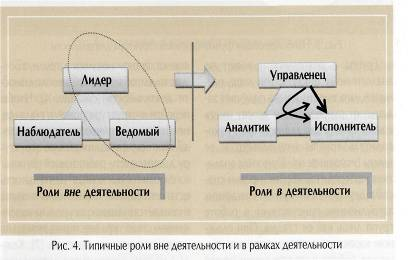 Лидер
Наблюдатель
Ведомый
Роли вне деятельности
Управленец
Аналитик
Исполнитель
Роли в деятельности
Рис. 4. Типичные роли вне деятельности и в рамках деятельности